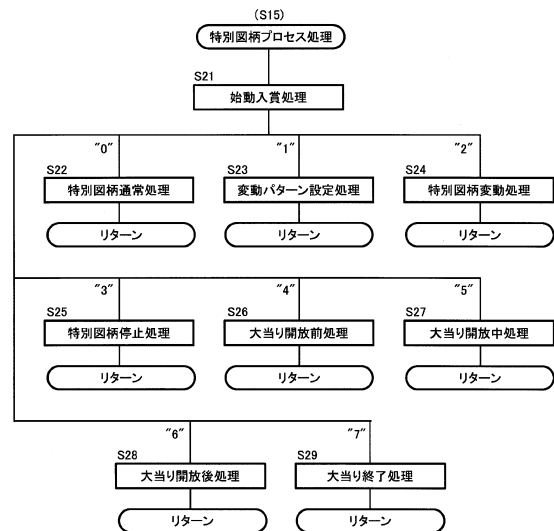 (S15)
特別図柄プロセス処理
S21
始動入賞処理
"0"
"1"
"2"
S22
S23
S24
特別図柄通常処理
変動パターン設定処理
特別図柄変動処理
リターン
リターン
リターン
"3"
"4"
"5"
S25
S26
S27
特別図柄停止処理
大当り開放前処理
大当り開放中処理
リターン
リターン
リターン
"6"
"7"
S28
S29
大当り開放後処理
大当り終了処理
リターン
リターン